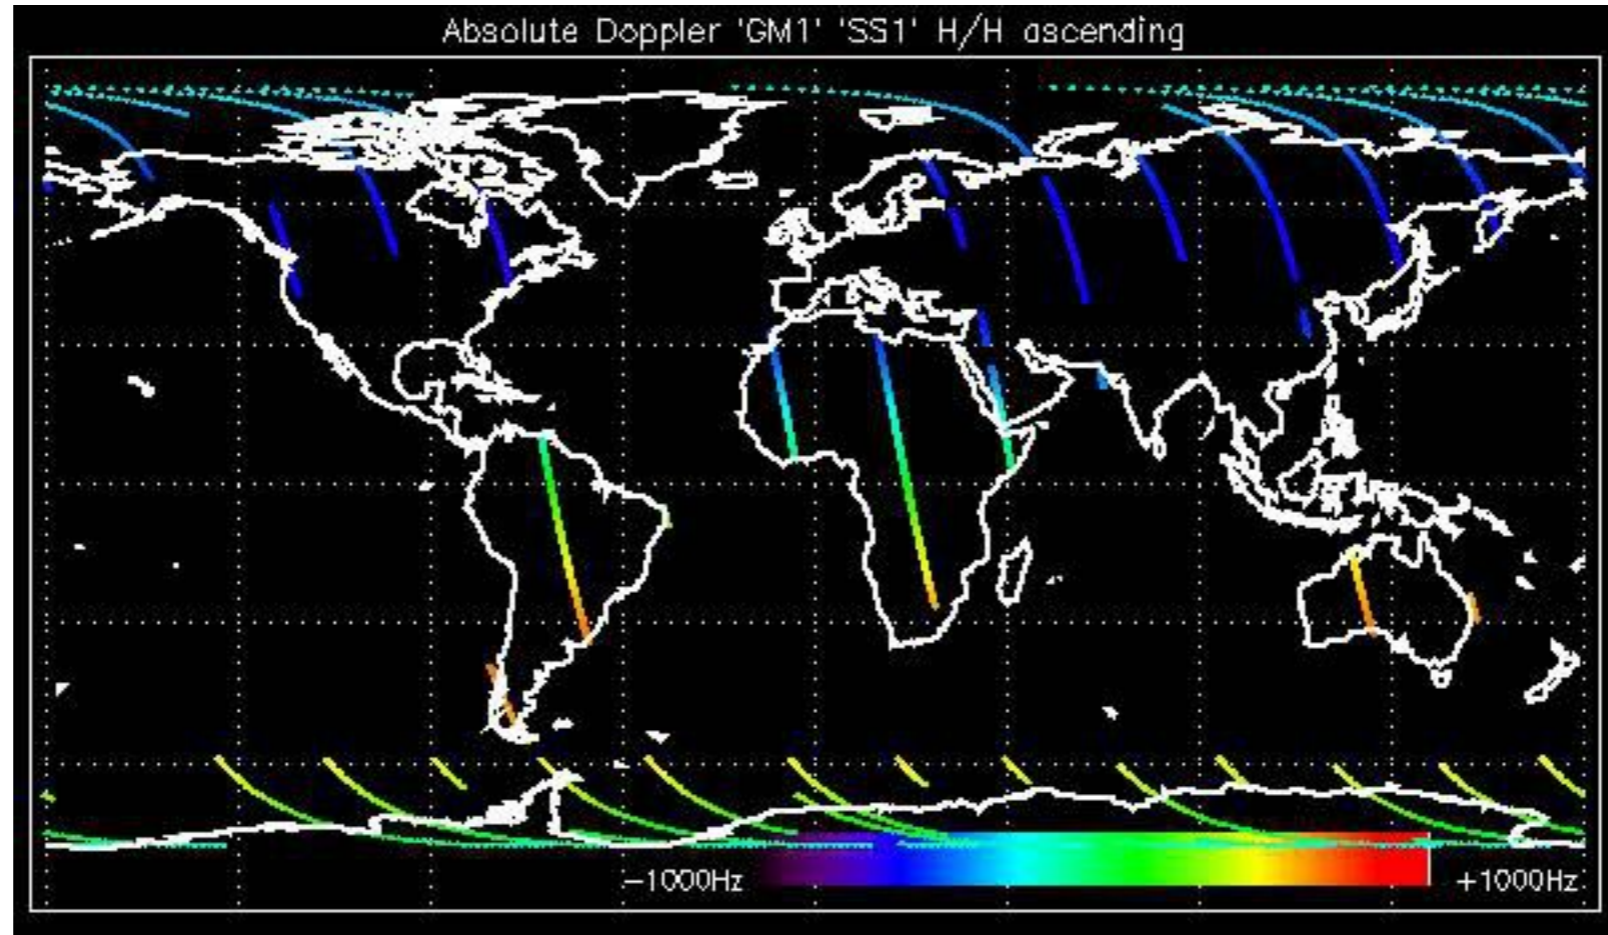 Absolute Doppler 'GM1' 'SS1' H/H ascending
−1000Hz
+1000Hz